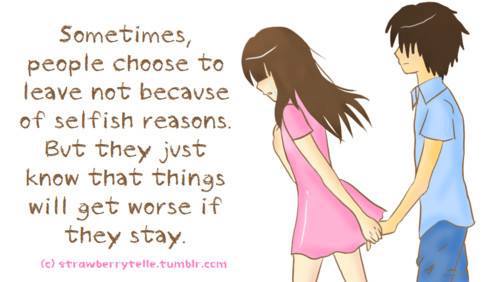 Sometimes,
people choose to
leave not because
of selfish reasons.
But they just
know that things
will get worse if
they stay.
(c) strawberrytelle.tumblr.com